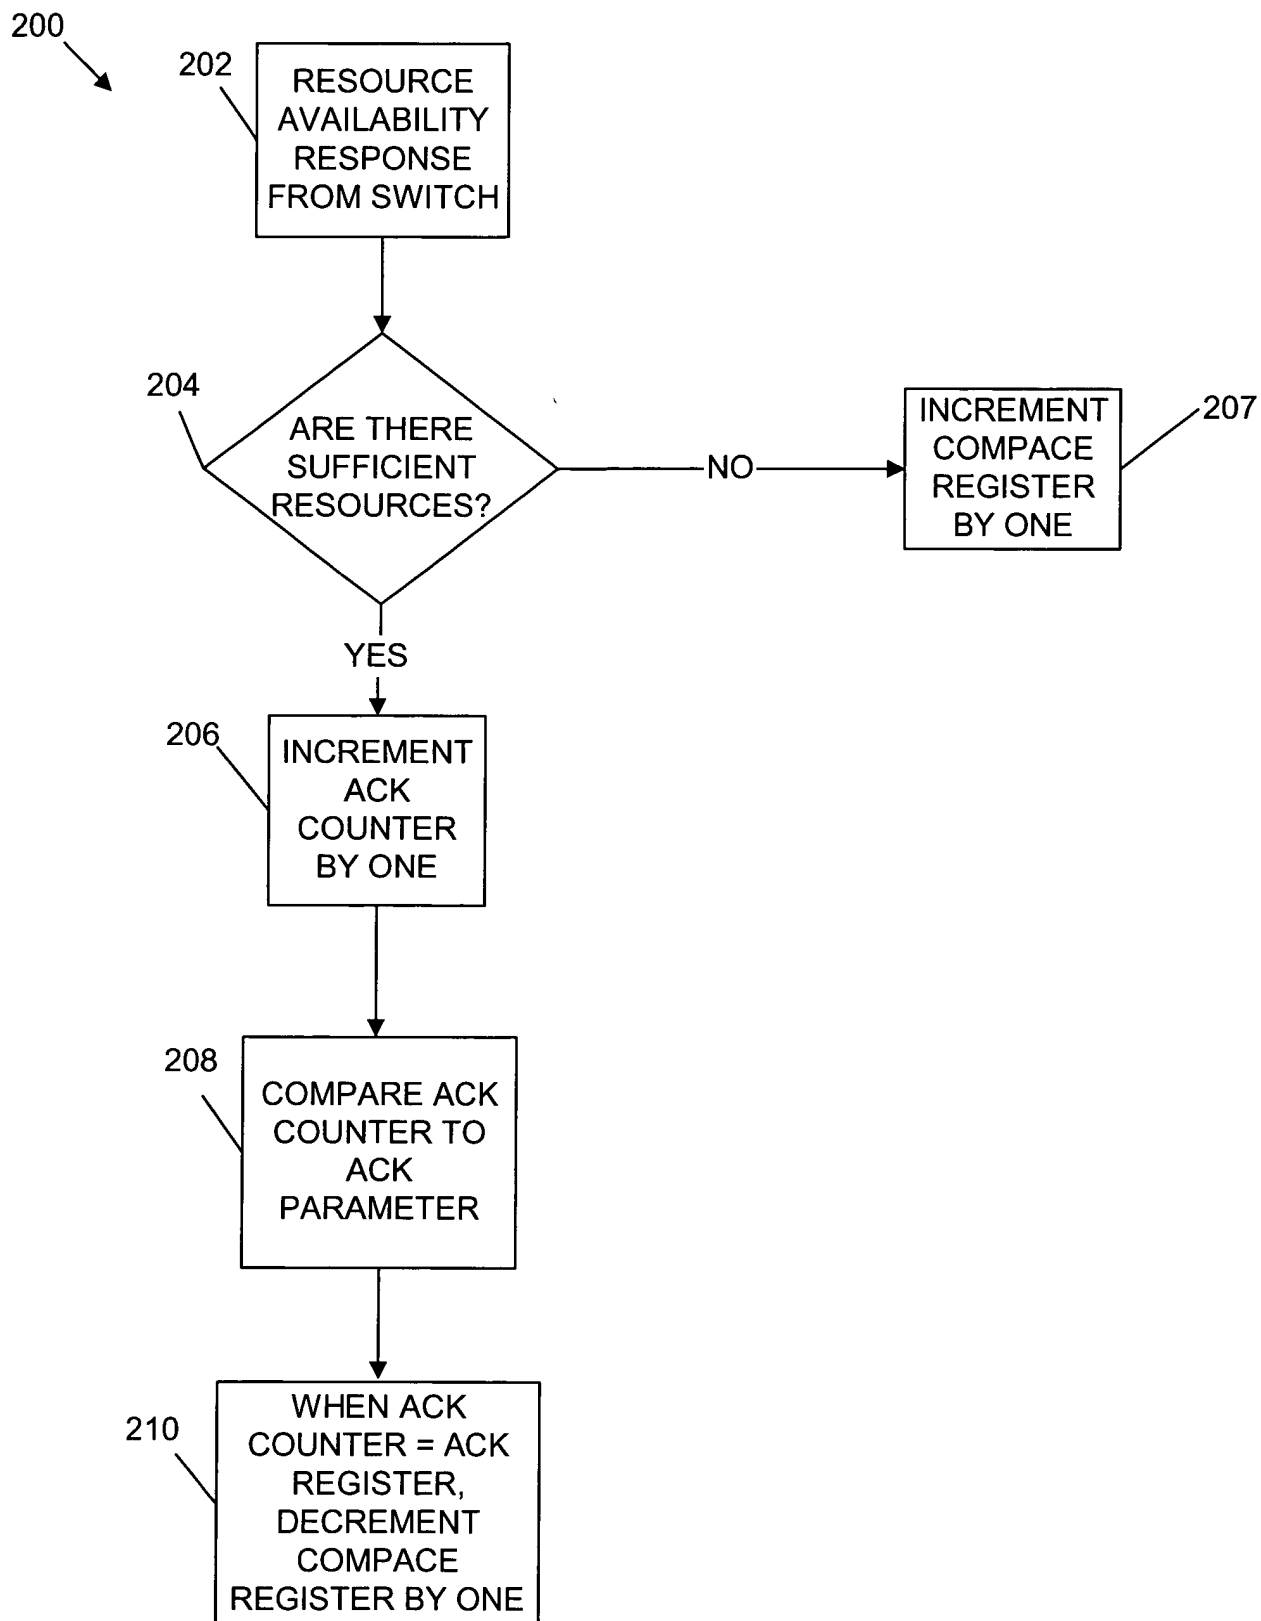 200
202
RESOURCE
AVAILABILITY
RESPONSE
FROM SWITCH
204
ARE THERE
SUFFICIENT
RESOURCES?
NO
INCREMENT
COMPACE
REGISTER
BY ONE
207
YES
206
INCREMENT
ACK
COUNTER
BY ONE
208
COMPARE ACK
COUNTER TO
ACK
PARAMETER
210
WHEN ACK
COUNTER = ACK
REGISTER,
DECREMENT
COMPACE
REGISTER BY ONE